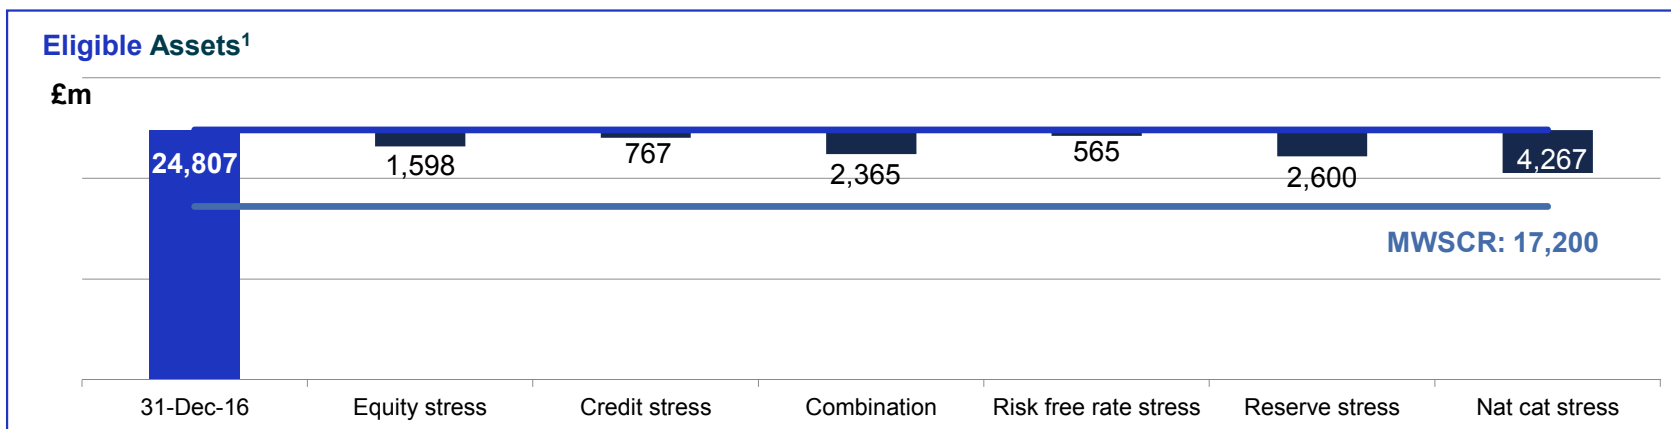 Eligible Assets¹
£m
24,807
1,598
767
2,365
565
2,600
4,267
MWSCR: 17,200
31-Dec-16
Equity stress
Credit stress
Combination
Risk free rate stress
Reserve stress
Nat cat stress